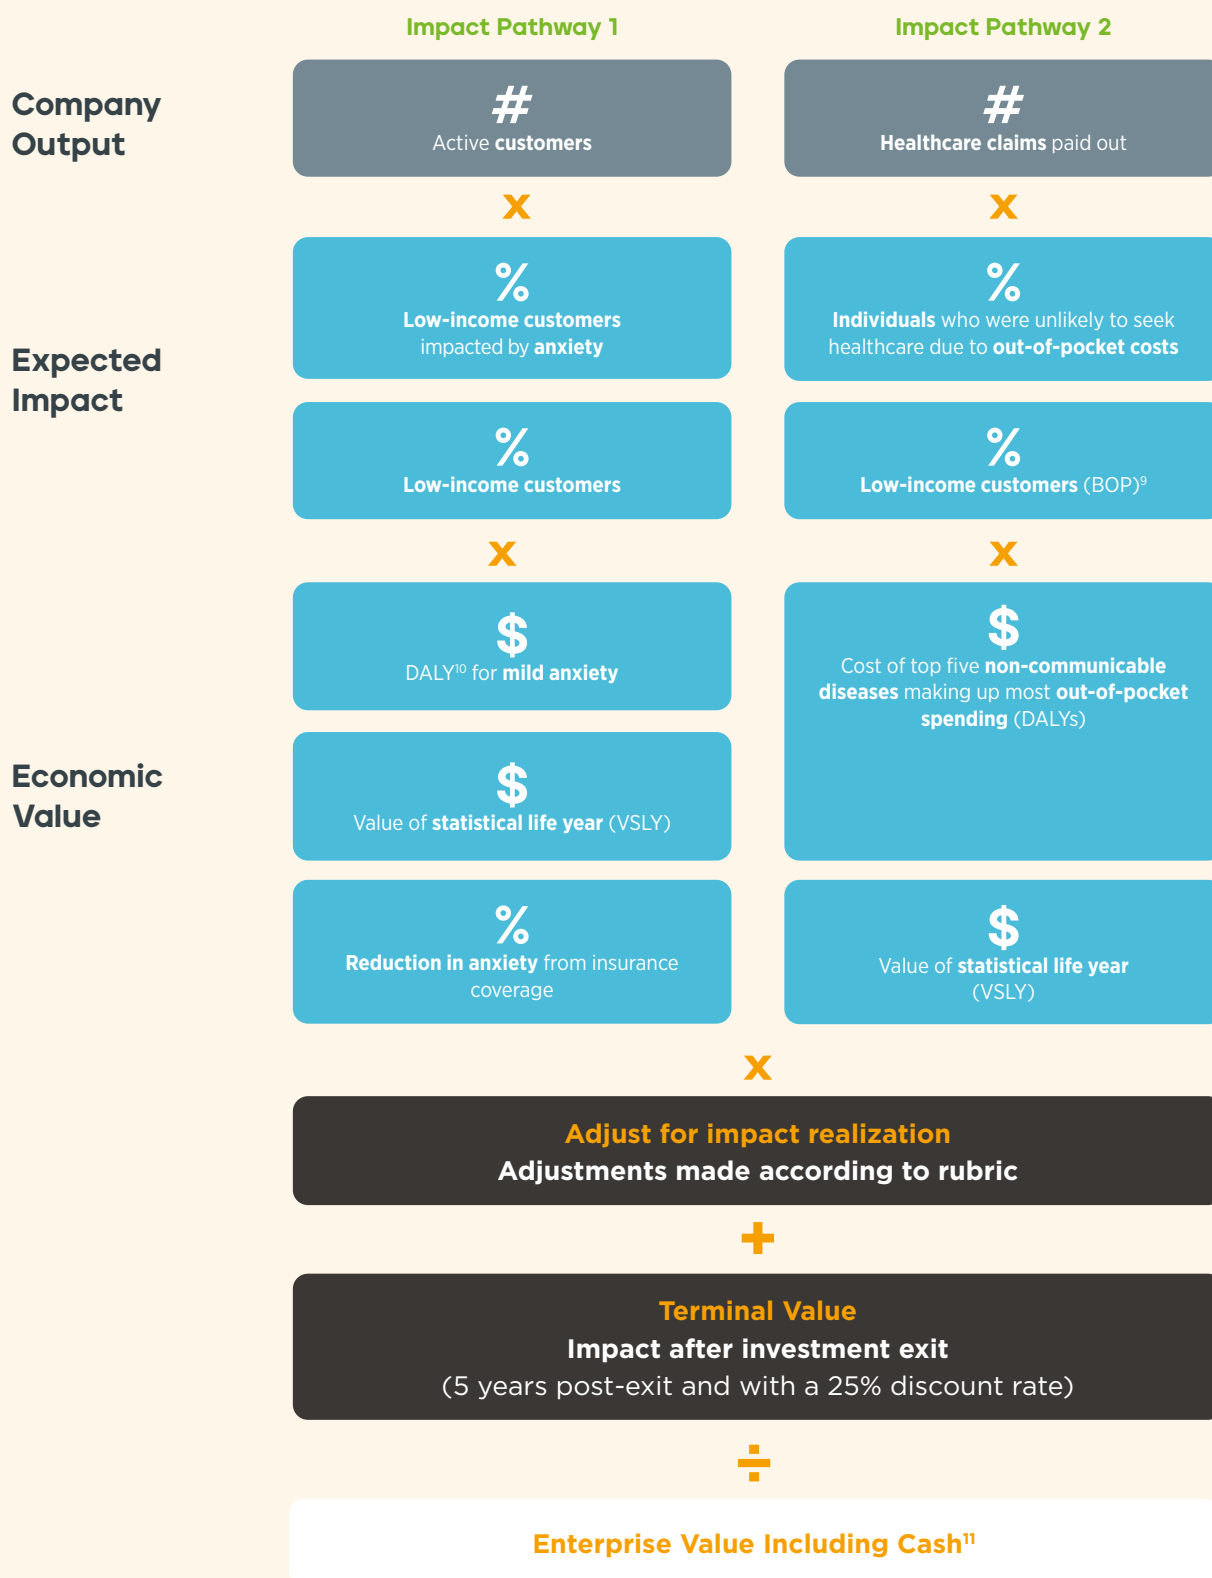 Impact Pathway 1
Impact Pathway 2
Company
Output
#
Active customers
#
Healthcare claims paid out
x
x
Expected
Impact
%
Low-income customers
impacted by anxiety
%
Individuals who were unlikely to seek
healthcare due to out-of-pocket costs
%
Low-income customers
%
Low-income customers (BOP)⁹
x
x
Economic
Value
$
DALY¹⁰ for mild anxiety
$
Cost of top five non-communicable
diseases making up most out-of-pocket
spending (DALYs)
$
Value of statistical life year (VSLY)
%
Reduction in anxiety from insurance
coverage
$
Value of statistical life year
(VSLY)
x
Adjust for impact realization
Adjustments made according to rubric
+
Terminal Value
Impact after investment exit
(5 years post-exit and with a 25% discount rate)
÷
Enterprise Value Including Cash¹¹